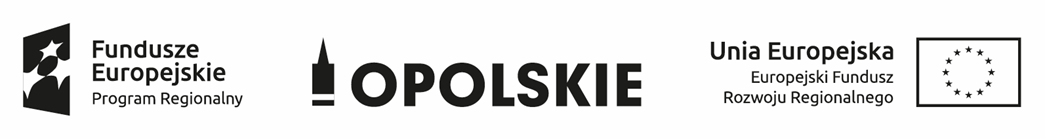 Fundusze
Europejskie
Program Regionalny
OPOLSKIE
Unia Europejska
Europejski Fundusz
Rozwoju Regionalnego